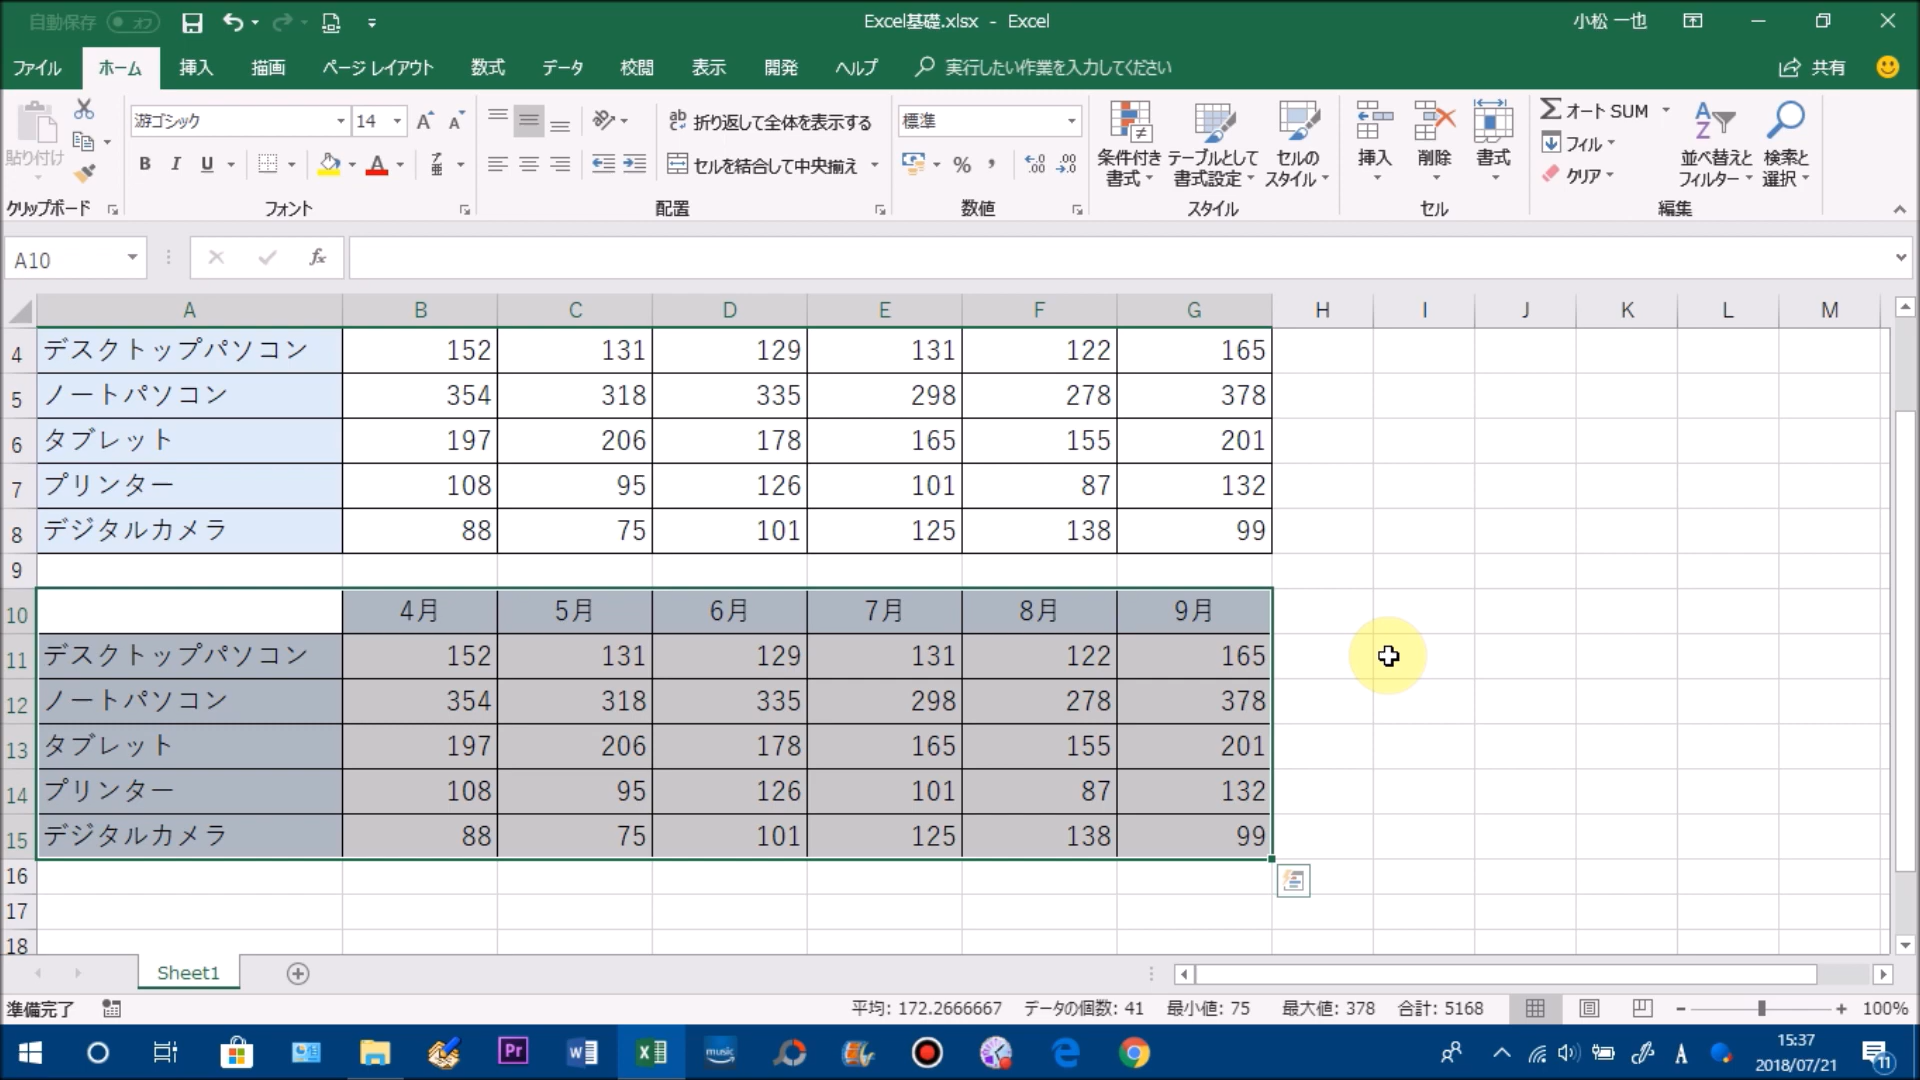 自動保存 オフ Excel基礎.xlsx - Excel 小松 一也
ファイル ホーム 挿入 描画 ページ レイアウト 数式 データ 校閲 表示 開発 ヘルプ 実行したい作業を入力してください 共有
游ゴシック 14 折り返して全体を表示する 標準 オート SUM
貼り付け B I U 亜 セルを結合して中央揃え % 条件付き書式 テーブルとして書式設定 セルのスタイル 挿入 削除 書式 フィル クリア 並べ替えとフィルター 検索と選択
クリップボード フォント 配置 数値 スタイル セル 編集
A10 fx
A B C D E F G H I J K L M
4 デスクトップパソコン 152 131 129 131 122 165
5 ノートパソコン 354 318 335 298 278 378
6 タブレット 197 206 178 165 155 201
7 プリンター 108 95 126 101 87 132
8 デジタルカメラ 88 75 101 125 138 99
9
10 4月 5月 6月 7月 8月 9月
11 デスクトップパソコン 152 131 129 131 122 165
12 ノートパソコン 354 318 335 298 278 378
13 タブレット 197 206 178 165 155 201
14 プリンター 108 95 126 101 87 132
15 デジタルカメラ 88 75 101 125 138 99
16
17
18
Sheet1
準備完了 平均: 172.2666667 データの個数: 41 最小値: 75 最大値: 378 合計: 5168 100%
Pr music A 15:37
2018/07/21 11